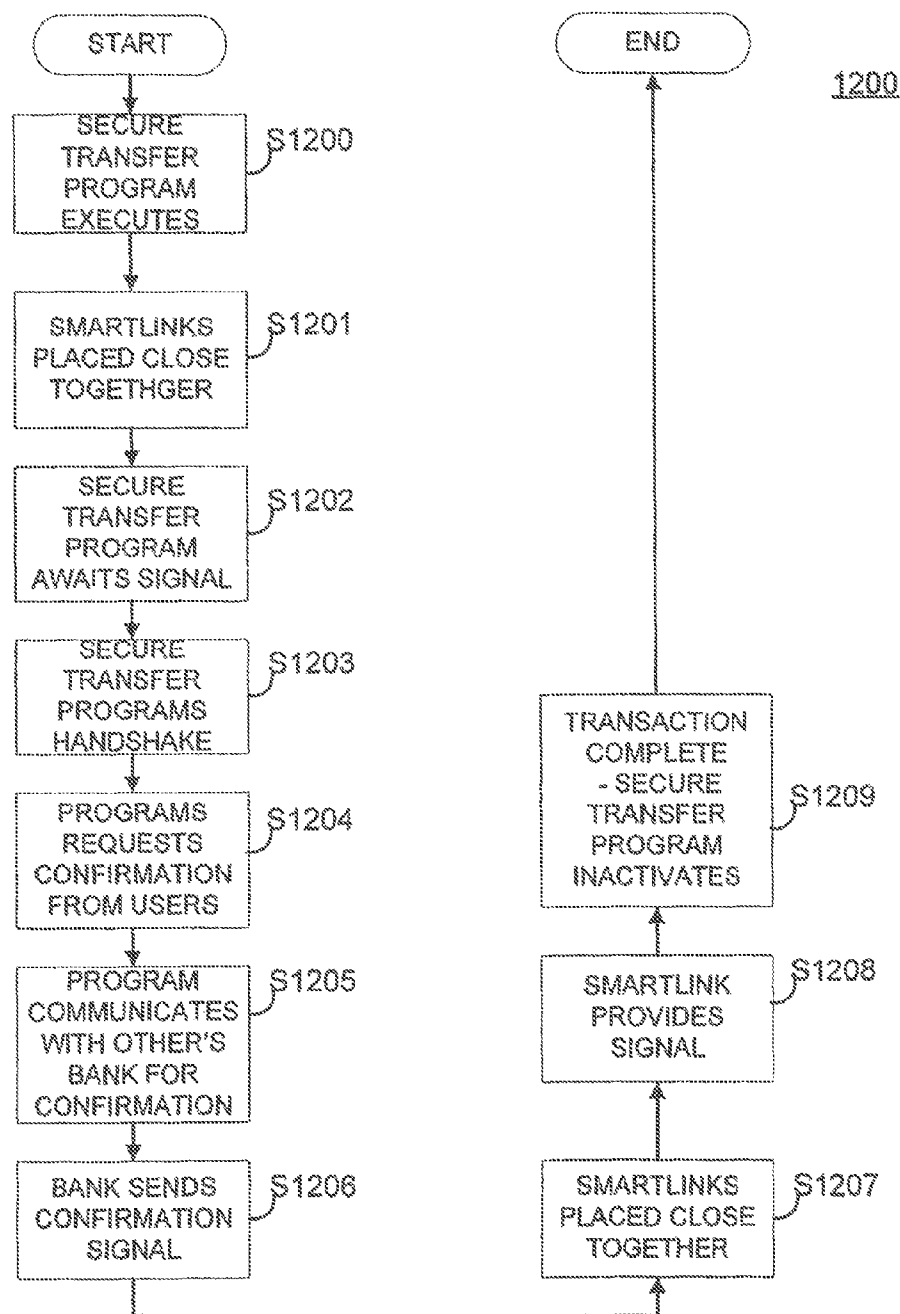 START
SECURE
TRANSFER
PROGRAM
EXECUTES
S1200
SMARTLINKS
PLACED CLOSE
TOGETHGER
S1201
SECURE
TRANSFER
PROGRAM
AWAITS SIGNAL
S1202
SECURE
TRANSFER
PROGRAMS
HANDSHAKE
S1203
PROGRAMS
REQUESTS
CONFIRMATION
FROM USERS
S1204
PROGRAM
COMMUNICATES
WITH OTHER'S
BANK FOR
CONFIRMATION
S1205
BANK SENDS
CONFIRMATION
SIGNAL
S1206
SMARTLINKS
PLACED CLOSE
TOGETHER
S1207
SMARTLINK
PROVIDES
SIGNAL
S1208
TRANSACTION
COMPLETE
- SECURE
TRANSFER
PROGRAM
INACTIVATES
S1209
END
1200